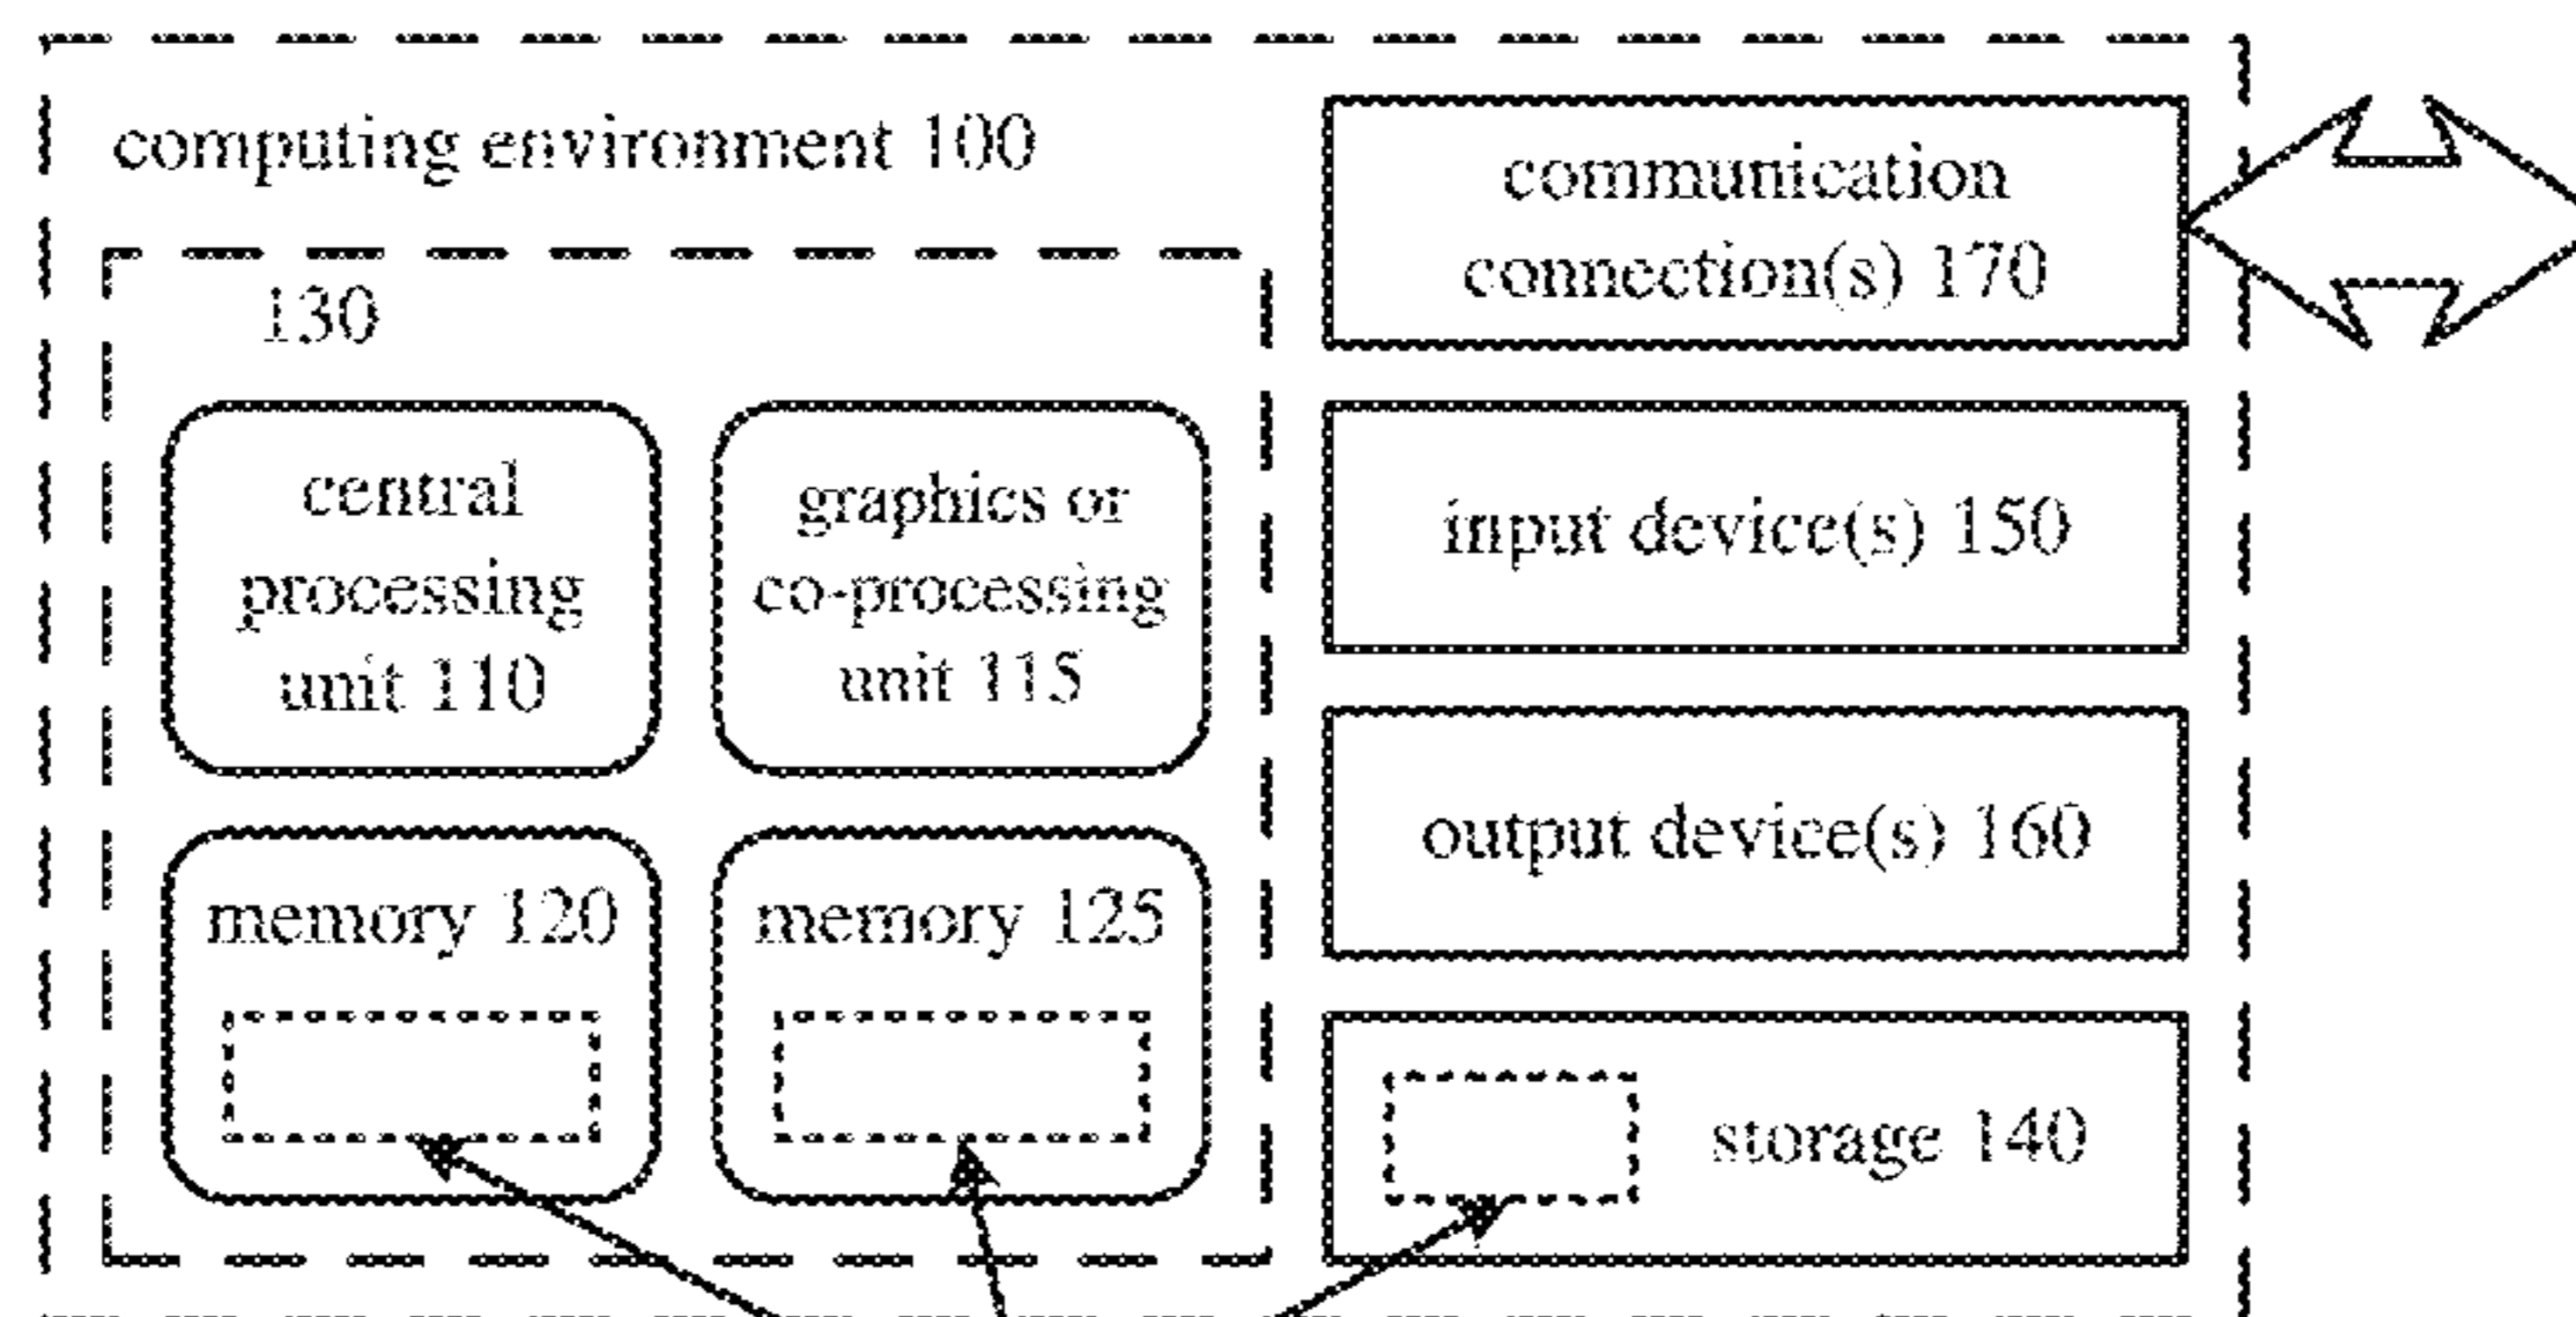 computing environment 100
130
central
processing
unit 110
graphics or
co-processing
unit 115
memory 120
memory 125
communication
connection(s) 170
input device(s) 150
output device(s) 160
storage 140